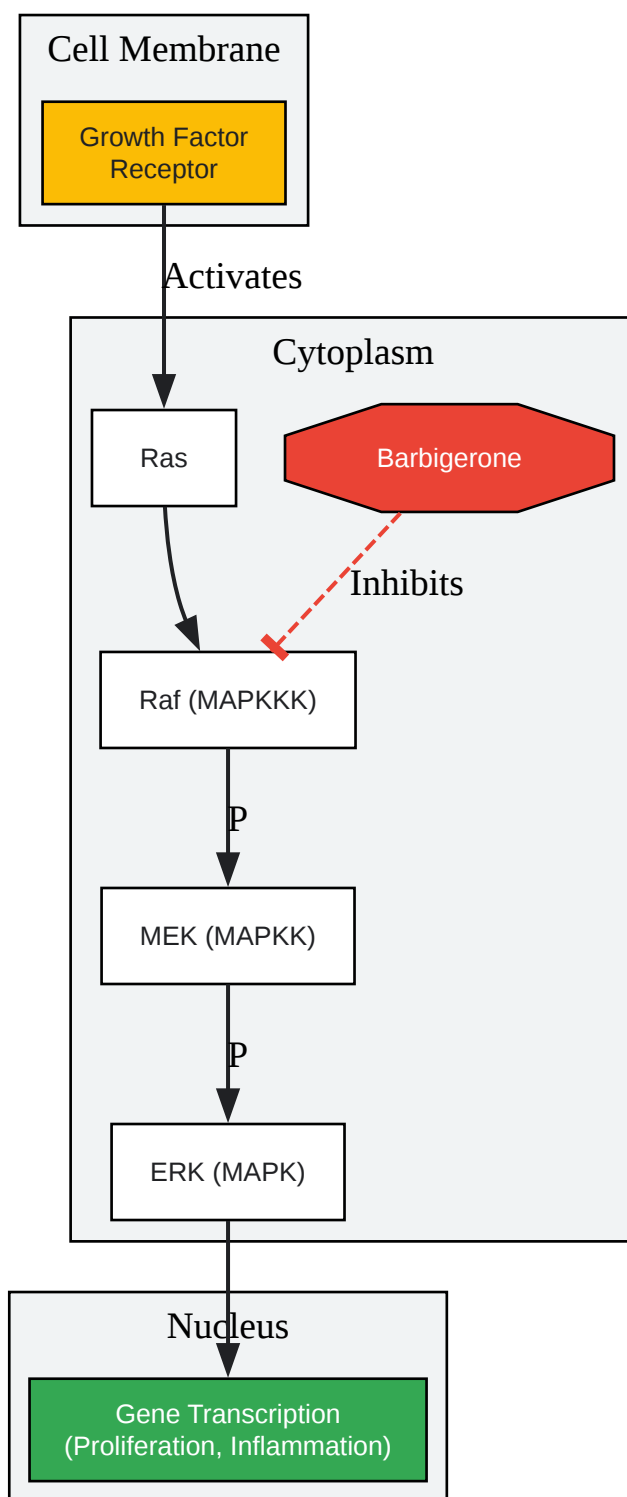 Cell Membrane
Growth Factor
Receptor
Activates
Cytoplasm
Ras
Barbigerone
Inhibits
Raf (MAPKKK)
P
MEK (MAPKK)
P
ERK (MAPK)
Nucleus
Gene Transcription
(Proliferation, Inflammation)